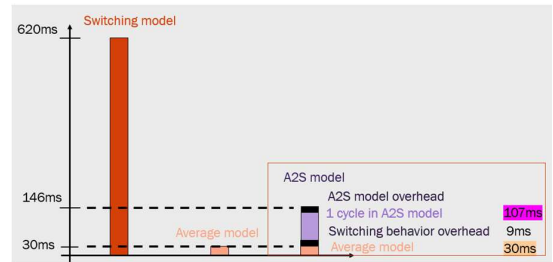 Switching model
620ms
A2S model
A2S model overhead
146ms
1 cycle in A2S model 107ms
Average model
Switching behavior overhead 9ms
30ms
Average model 30ms